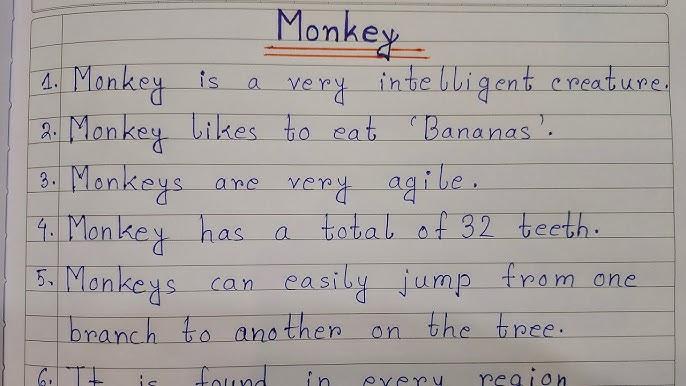 Monkey
1. Monkey is a very intelligent creature.
2. Monkey likes to eat 'Bananas'.
3. Monkeys are very agile.
4. Monkey has a total of 32 teeth.
5. Monkeys can easily jump from one
branch to another on the tree.
6. It is found in every region